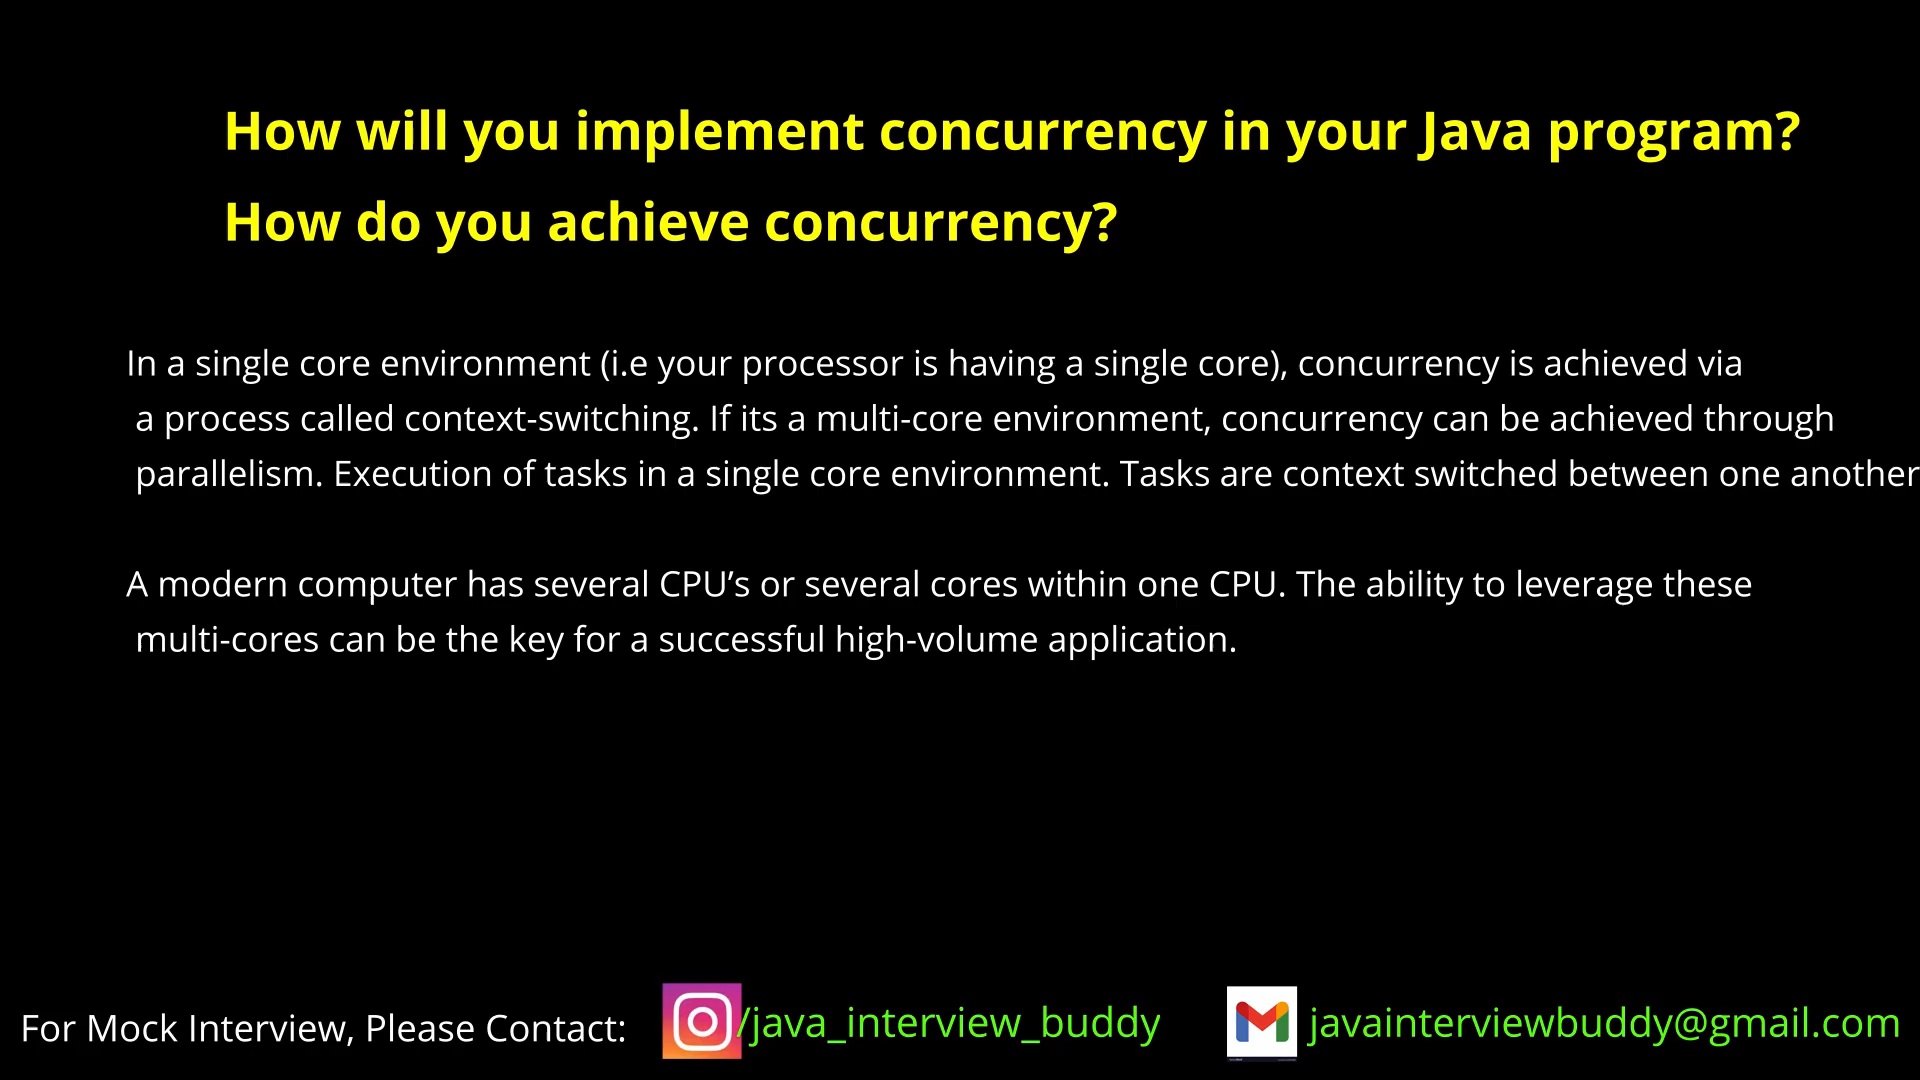 How will you implement concurrency in your Java program?
How do you achieve concurrency?
In a single core environment (i.e your processor is having a single core), concurrency is achieved via
a process called context-switching. If its a multi-core environment, concurrency can be achieved through
parallelism. Execution of tasks in a single core environment. Tasks are context switched between one another
A modern computer has several CPU’s or several cores within one CPU. The ability to leverage these
multi-cores can be the key for a successful high-volume application.
For Mock Interview, Please Contact: /java_interview_buddy javainterviewbuddy@gmail.com